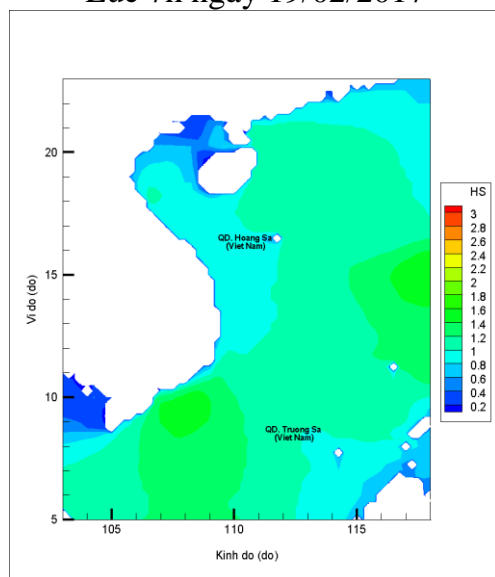 Lúc 7h ngày 19/02/2017
20
15
10
5
Vi do (do)
QD. Hoang Sa
(Viet Nam)
QD. Truong Sa
(Viet Nam)
105
110
115
Kinh do (do)
HS
3
2.8
2.6
2.4
2.2
2
1.8
1.6
1.4
1.2
1
0.8
0.6
0.4
0.2